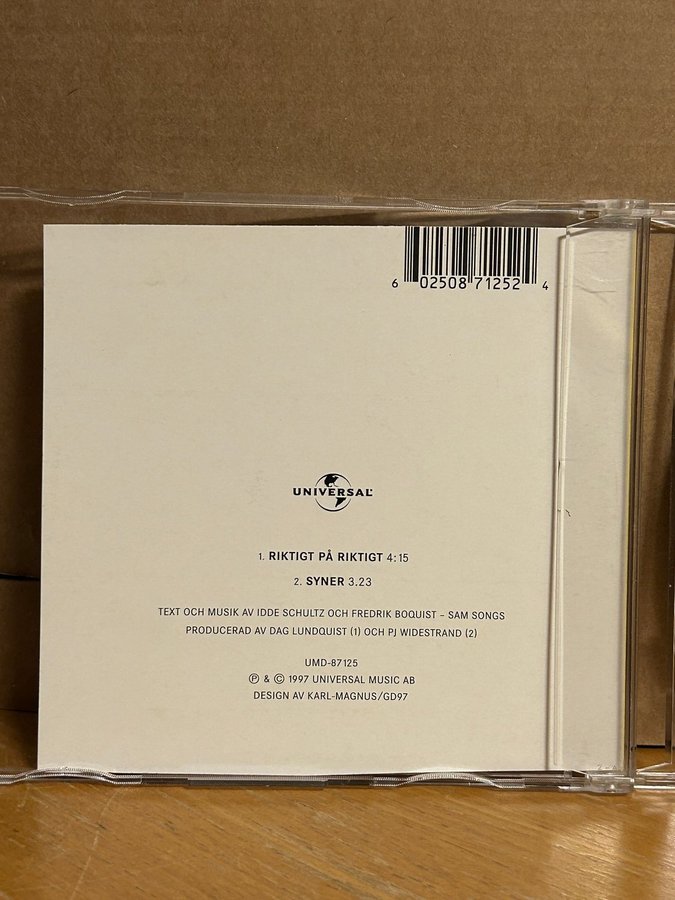 6 02508 71252 4
UNIVERSAL
1. RIKTIGT PÅ RIKTIGT 4:15
2. SYNER 3.23
TEXT OCH MUSIK AV IDDE SCHULTZ OCH FREDRIK BOQUIST – SAM SONGS
PRODUCERAD AV DAG LUNDQUIST (1) OCH PJ WIDESTRAND (2)
UMD-87125
℗ & © 1997 UNIVERSAL MUSIC AB
DESIGN AV KARL-MAGNUS/GD97